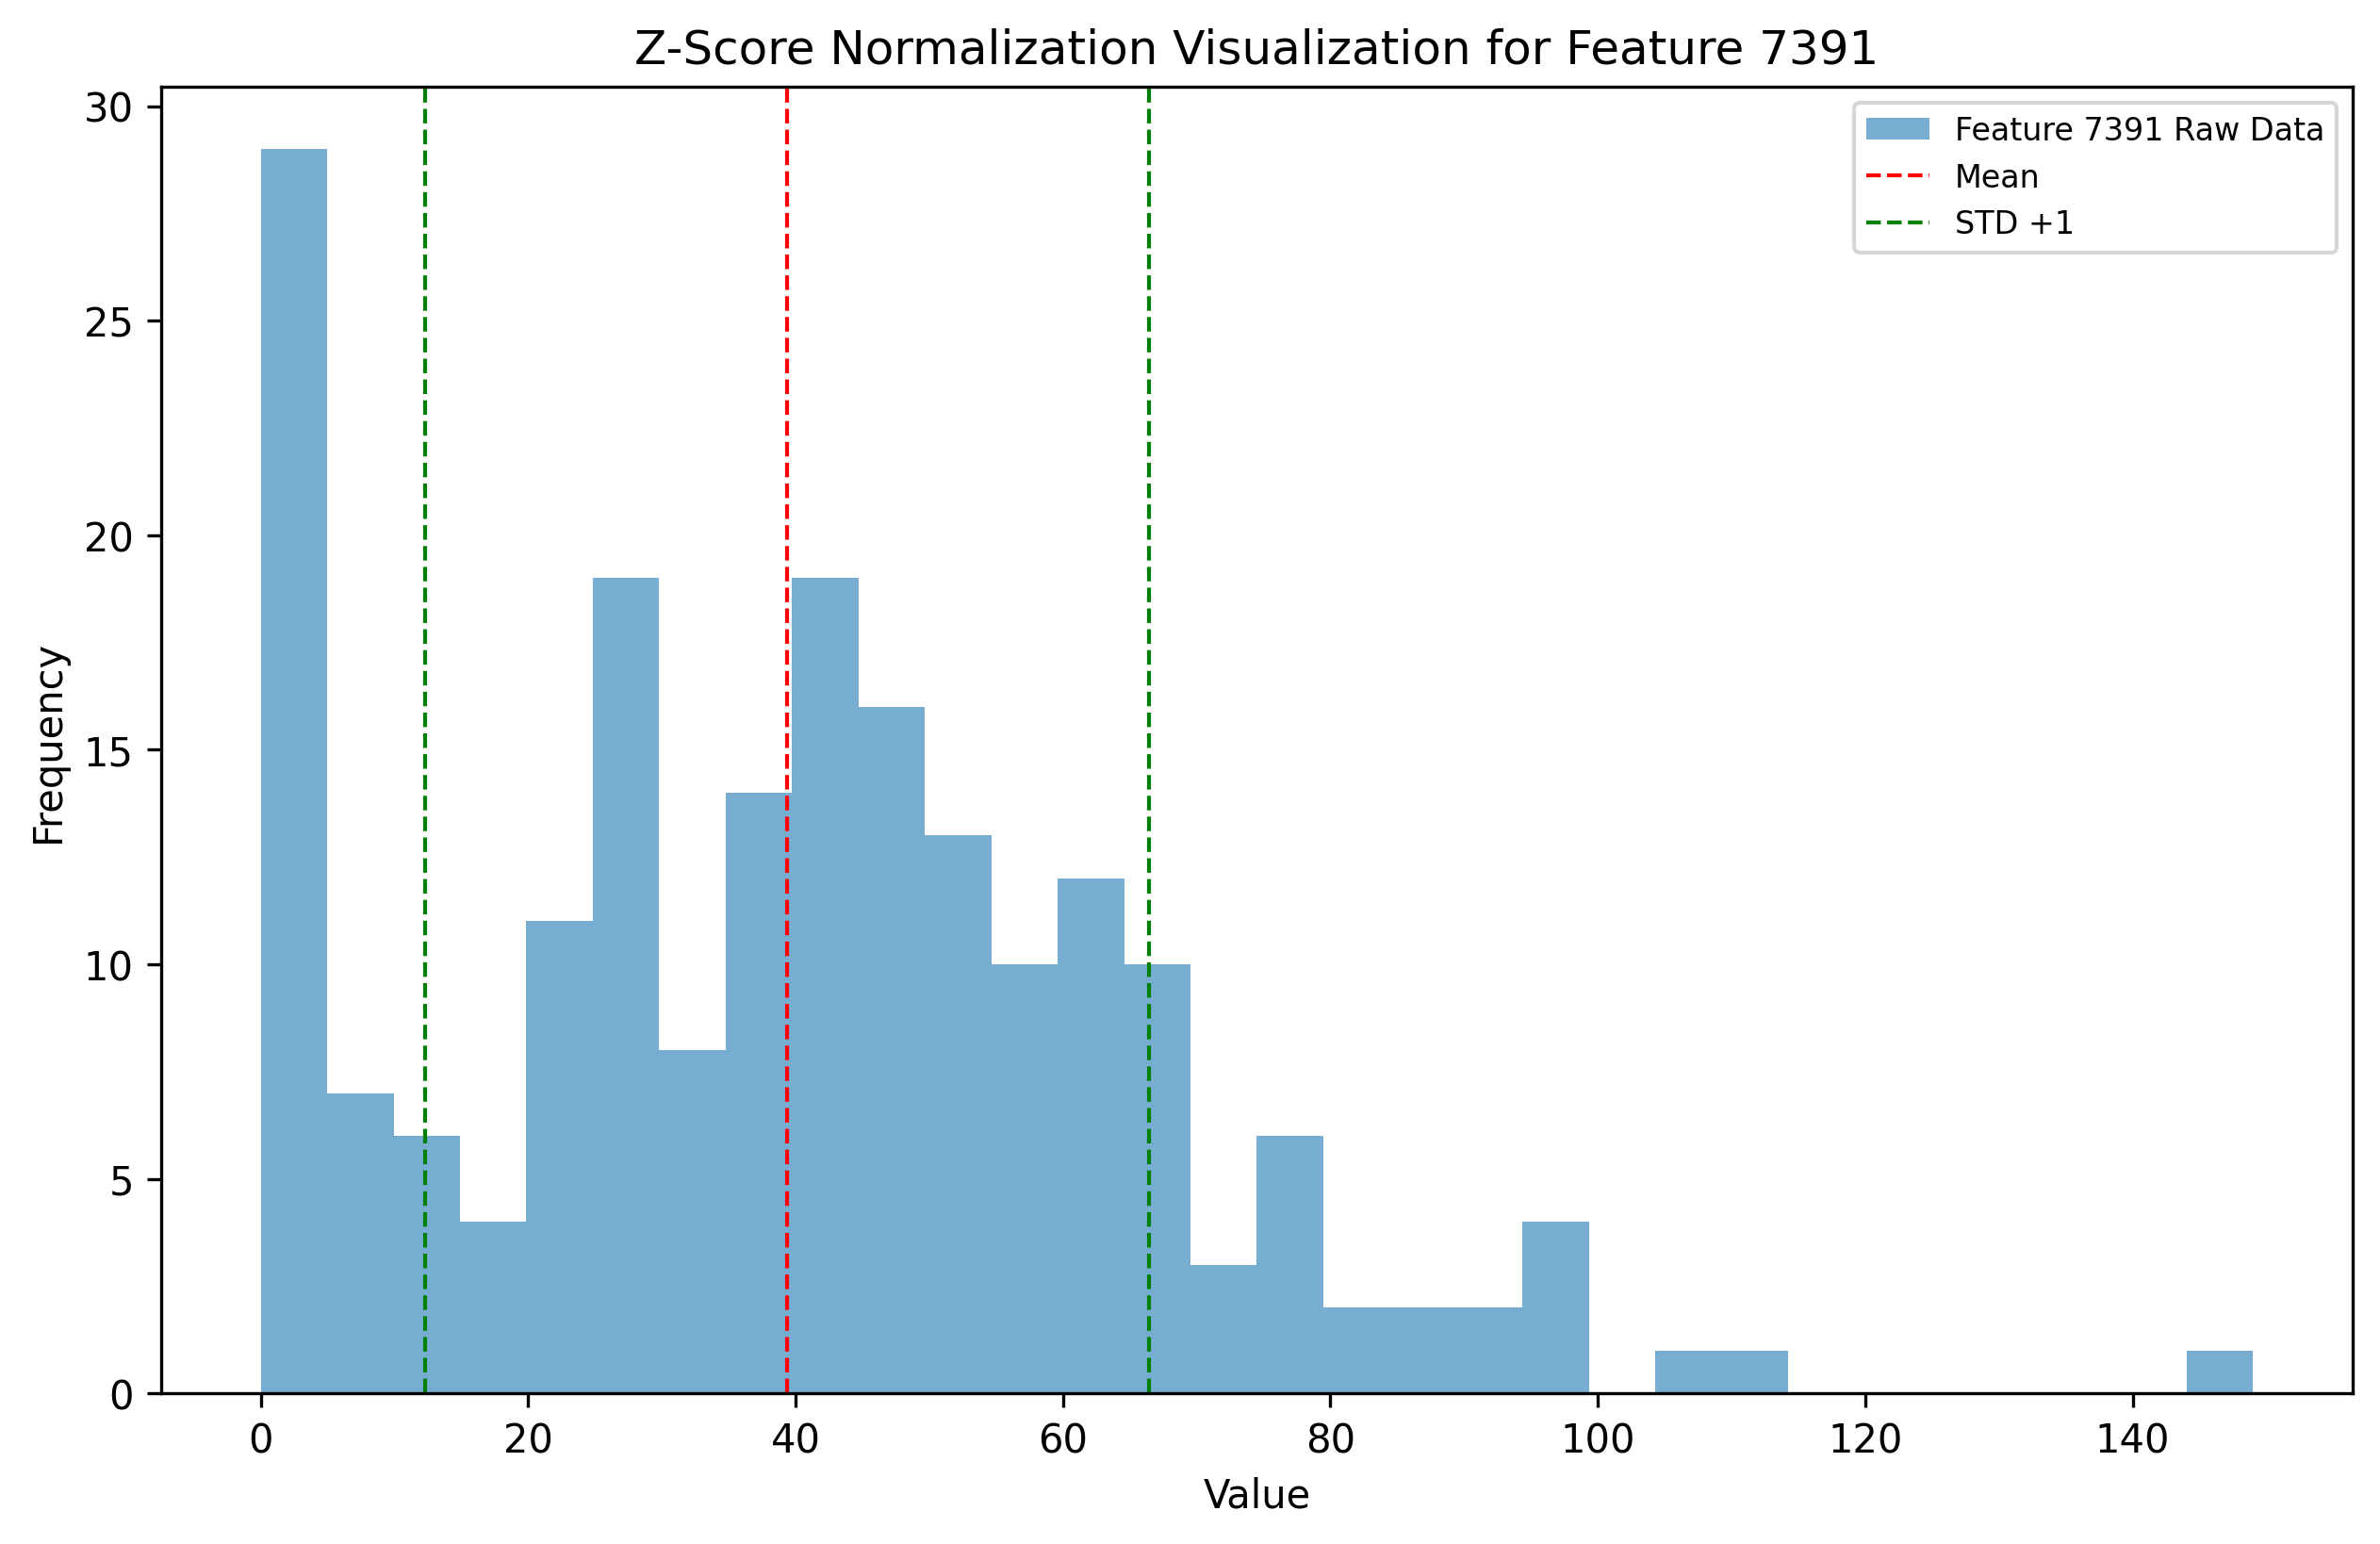 Z-Score Normalization Visualization for Feature 7391
Feature 7391 Raw Data
Mean
STD +1
30
25
20
15
10
5
0
Frequency
0 20 40 60 80 100 120 140
Value